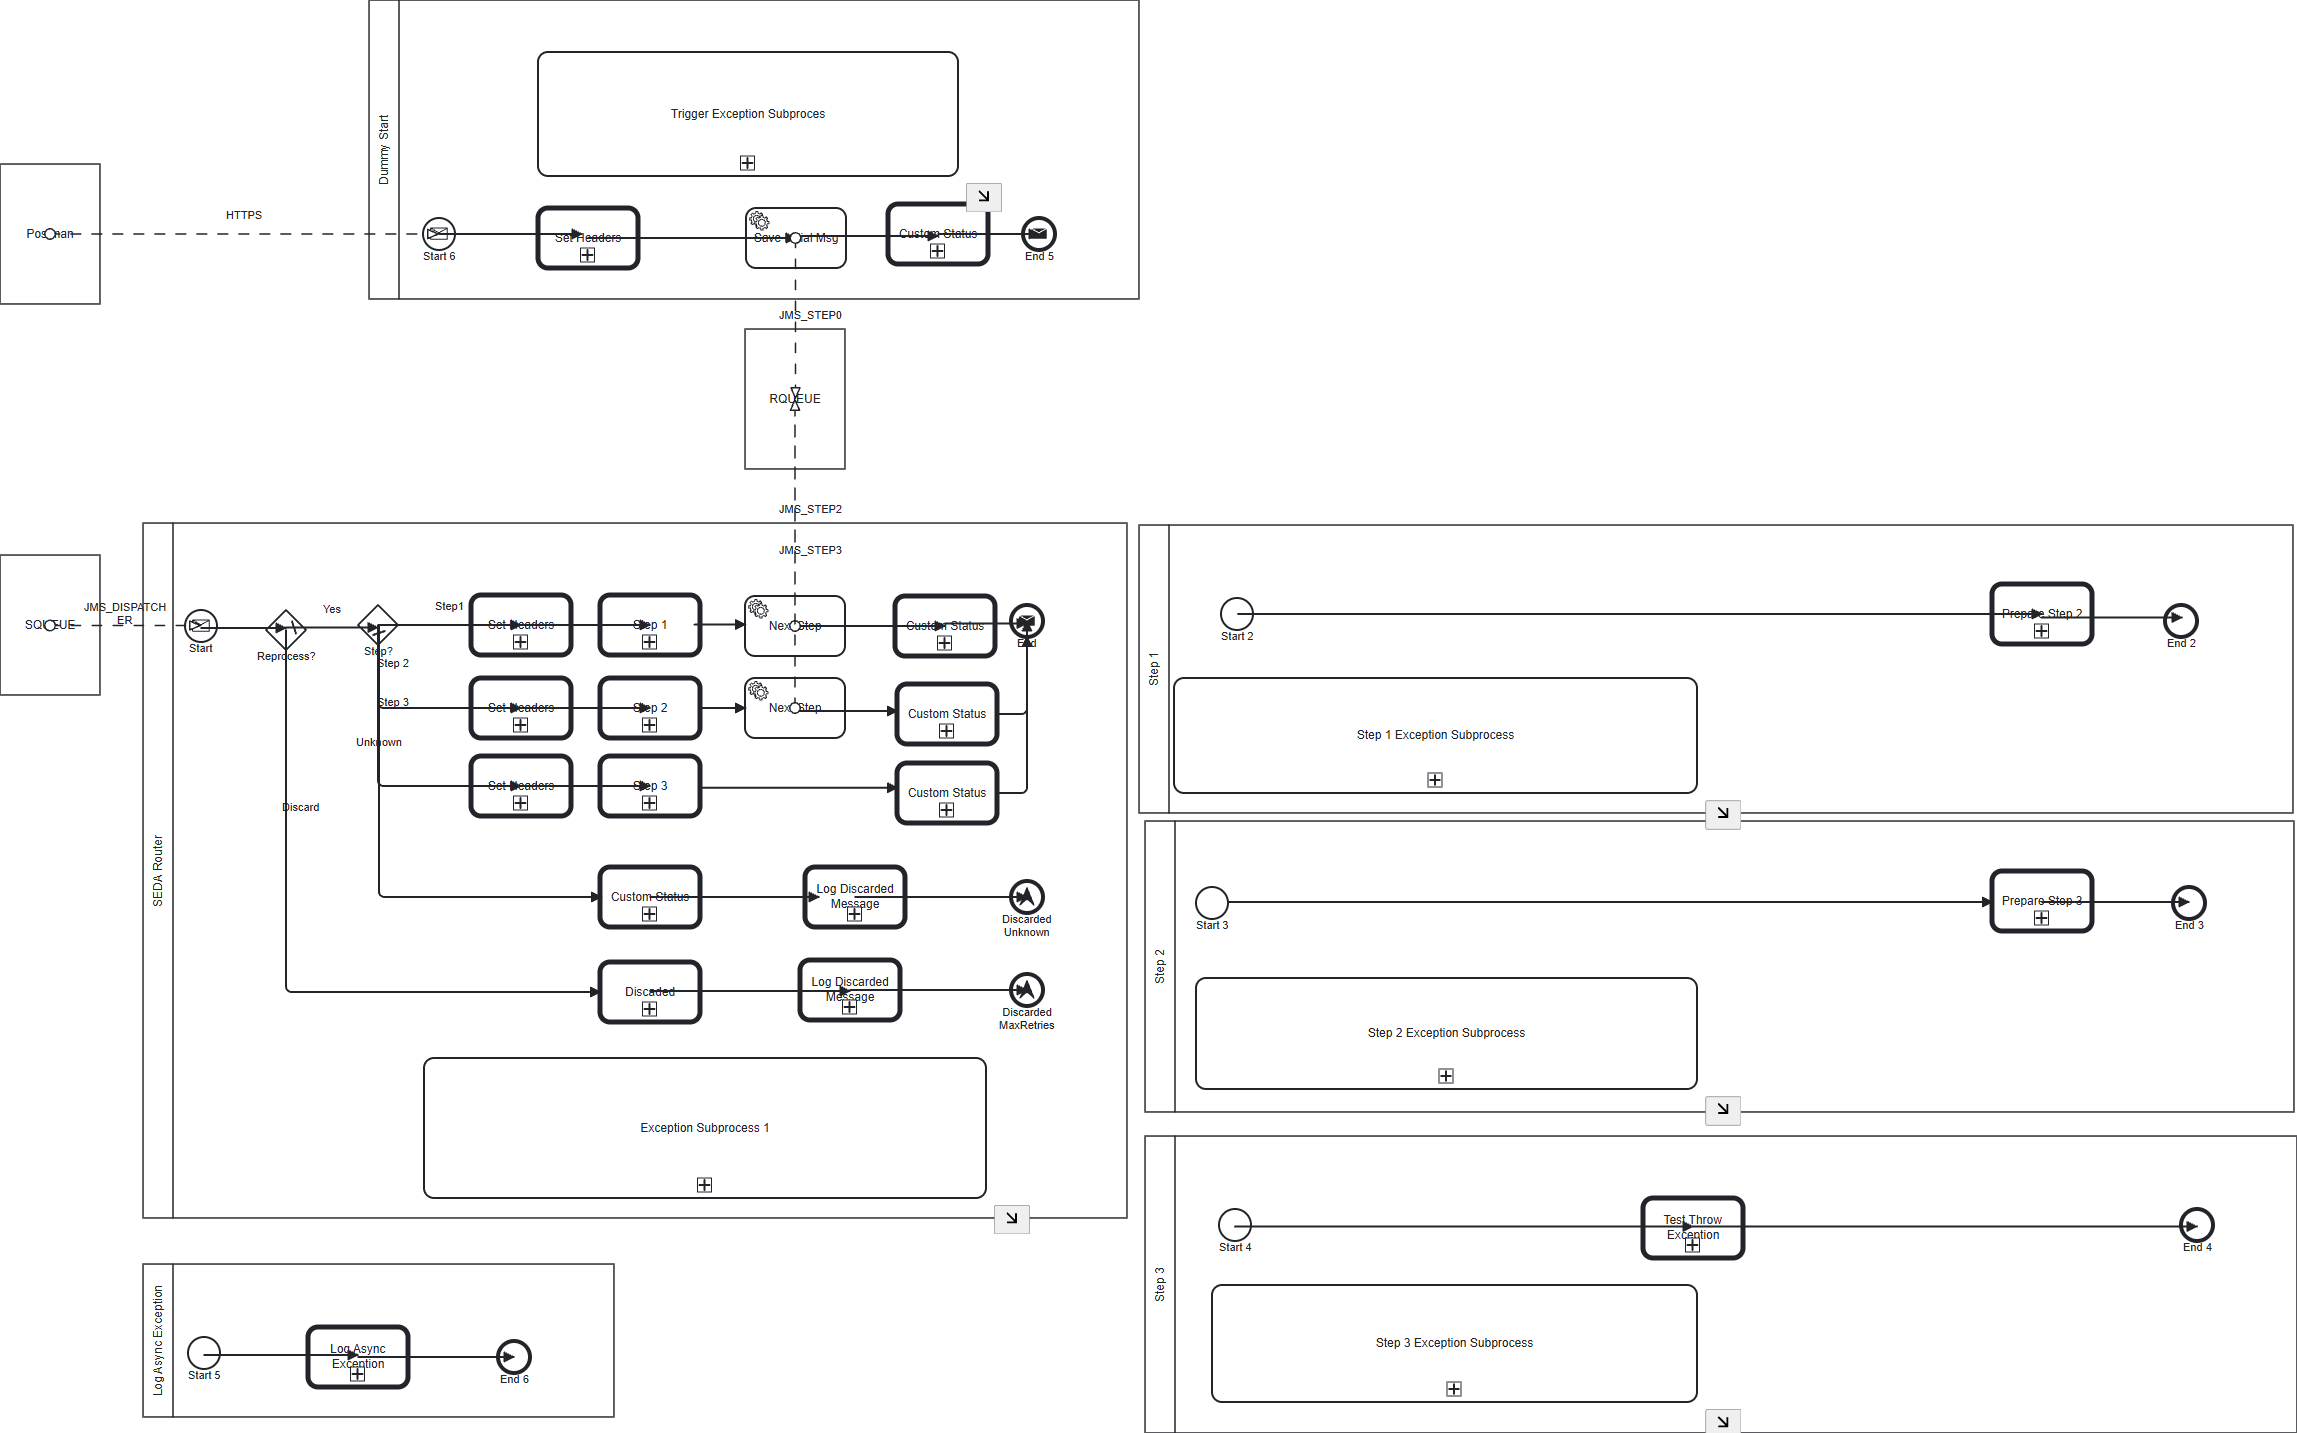 Dummy Start
Trigger Exception Subproces
Postman
HTTPS
Start 6
Set Headers
Save Initial Msg
Custom Status
End 5
JMS_STEP0
RQUEUE
JMS_STEP2
JMS_STEP3
SEDA Router
SQUEUE
JMS_DISPATCH
ER
Start
Reprocess?
Yes
Step?
Step1
Step 2
Step 3
Unknown
Discard
Set Headers
Step 1
Next Step
Custom Status
End
Set Headers
Step 2
Next Step
Custom Status
Set Headers
Step 3
Custom Status
Custom Status
Log Discarded
Message
Discarded
Unknown
Discaded
Log Discarded
Message
Discarded
MaxRetries
Exception Subprocess 1
Step 1
Start 2
Prepare Step 2
End 2
Step 1 Exception Subprocess
Step 2
Start 3
Prepare Step 3
End 3
Step 2 Exception Subprocess
Step 3
Start 4
Test Throw
Exception
End 4
Step 3 Exception Subprocess
Log Async Exception
Start 5
Log Async
Exception
End 6